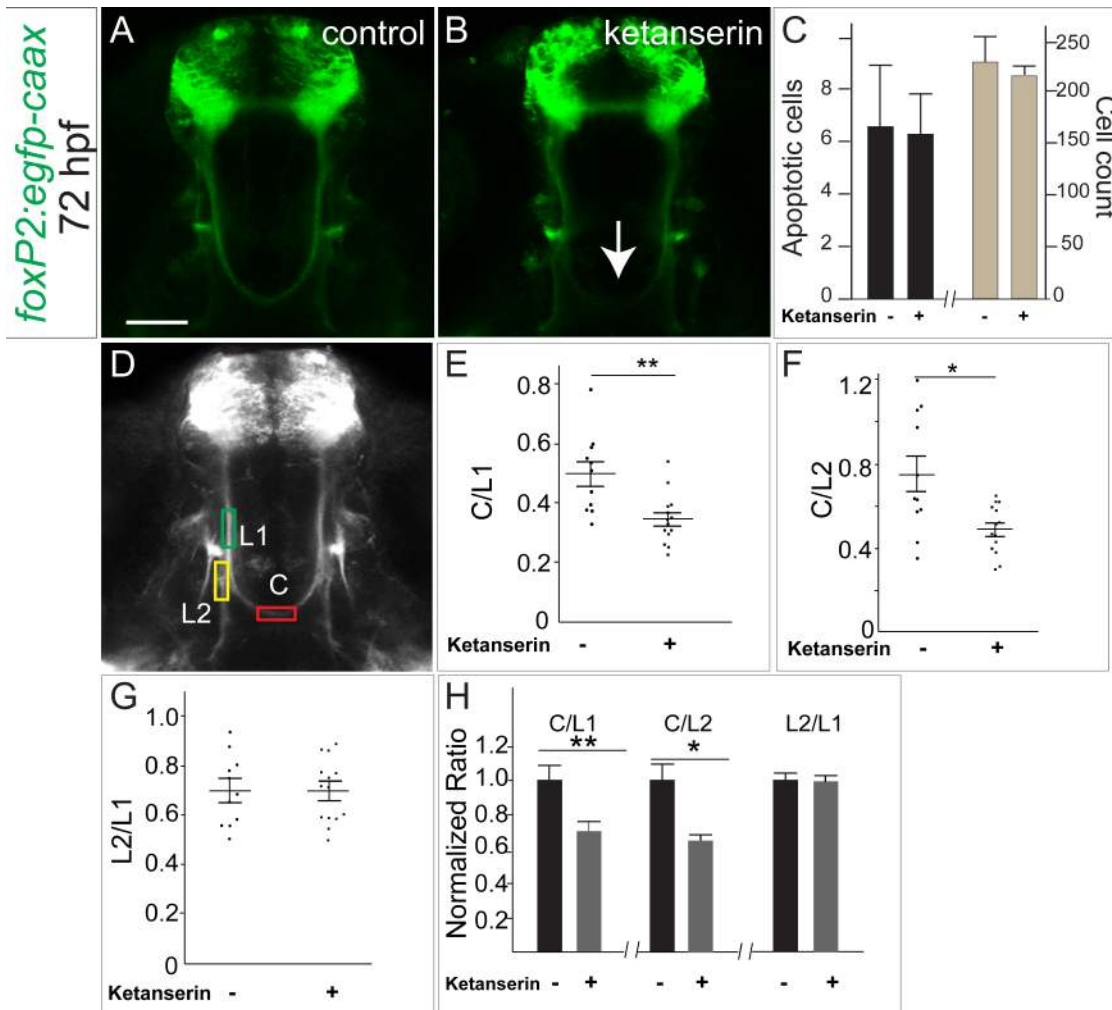 foxP2:egfp-caax
72 hpf
A
control
B
ketanserin
C
Apoptotic cells
8
6
4
2
0
250
200
150
100
50
0
Cell count
Ketanserin - + - +
D
L1
L2
C
E
**
C/L1
0.8
0.6
0.4
0.2
0
Ketanserin - +
F
*
C/L2
1.2
0.8
0.4
0
Ketanserin - +
G
L2/L1
1.0
0.8
0.6
0.4
0.2
0
Ketanserin - +
H
C/L1
C/L2
L2/L1
**
*
Normalized Ratio
1.2
1.0
0.8
0.6
0.4
0.2
Ketanserin - + - + - +